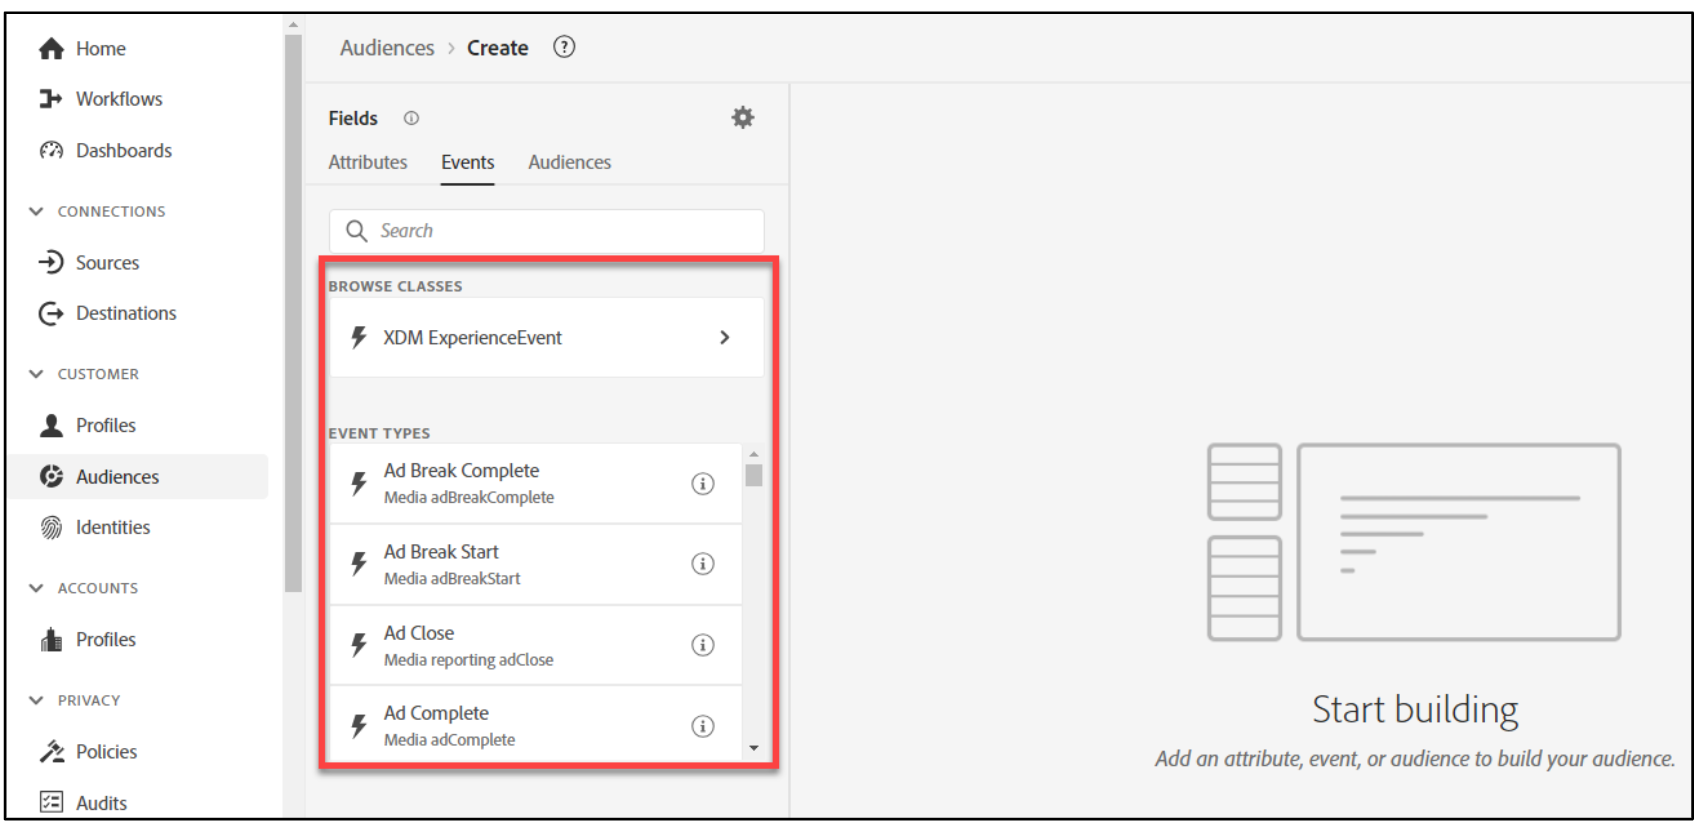 Home
Workflows
Dashboards
CONNECTIONS
Sources
Destinations
CUSTOMER
Profiles
Audiences
Identities
ACCOUNTS
Profiles
PRIVACY
Policies
Audits
Audiences > Create
Fields
Attributes Events Audiences
Search
BROWSE CLASSES
XDM ExperienceEvent
EVENT TYPES
Ad Break Complete
Media adBreakComplete
Ad Break Start
Media adBreakStart
Ad Close
Media reporting adClose
Ad Complete
Media adComplete
Start building
Add an attribute, event, or audience to build your audience.